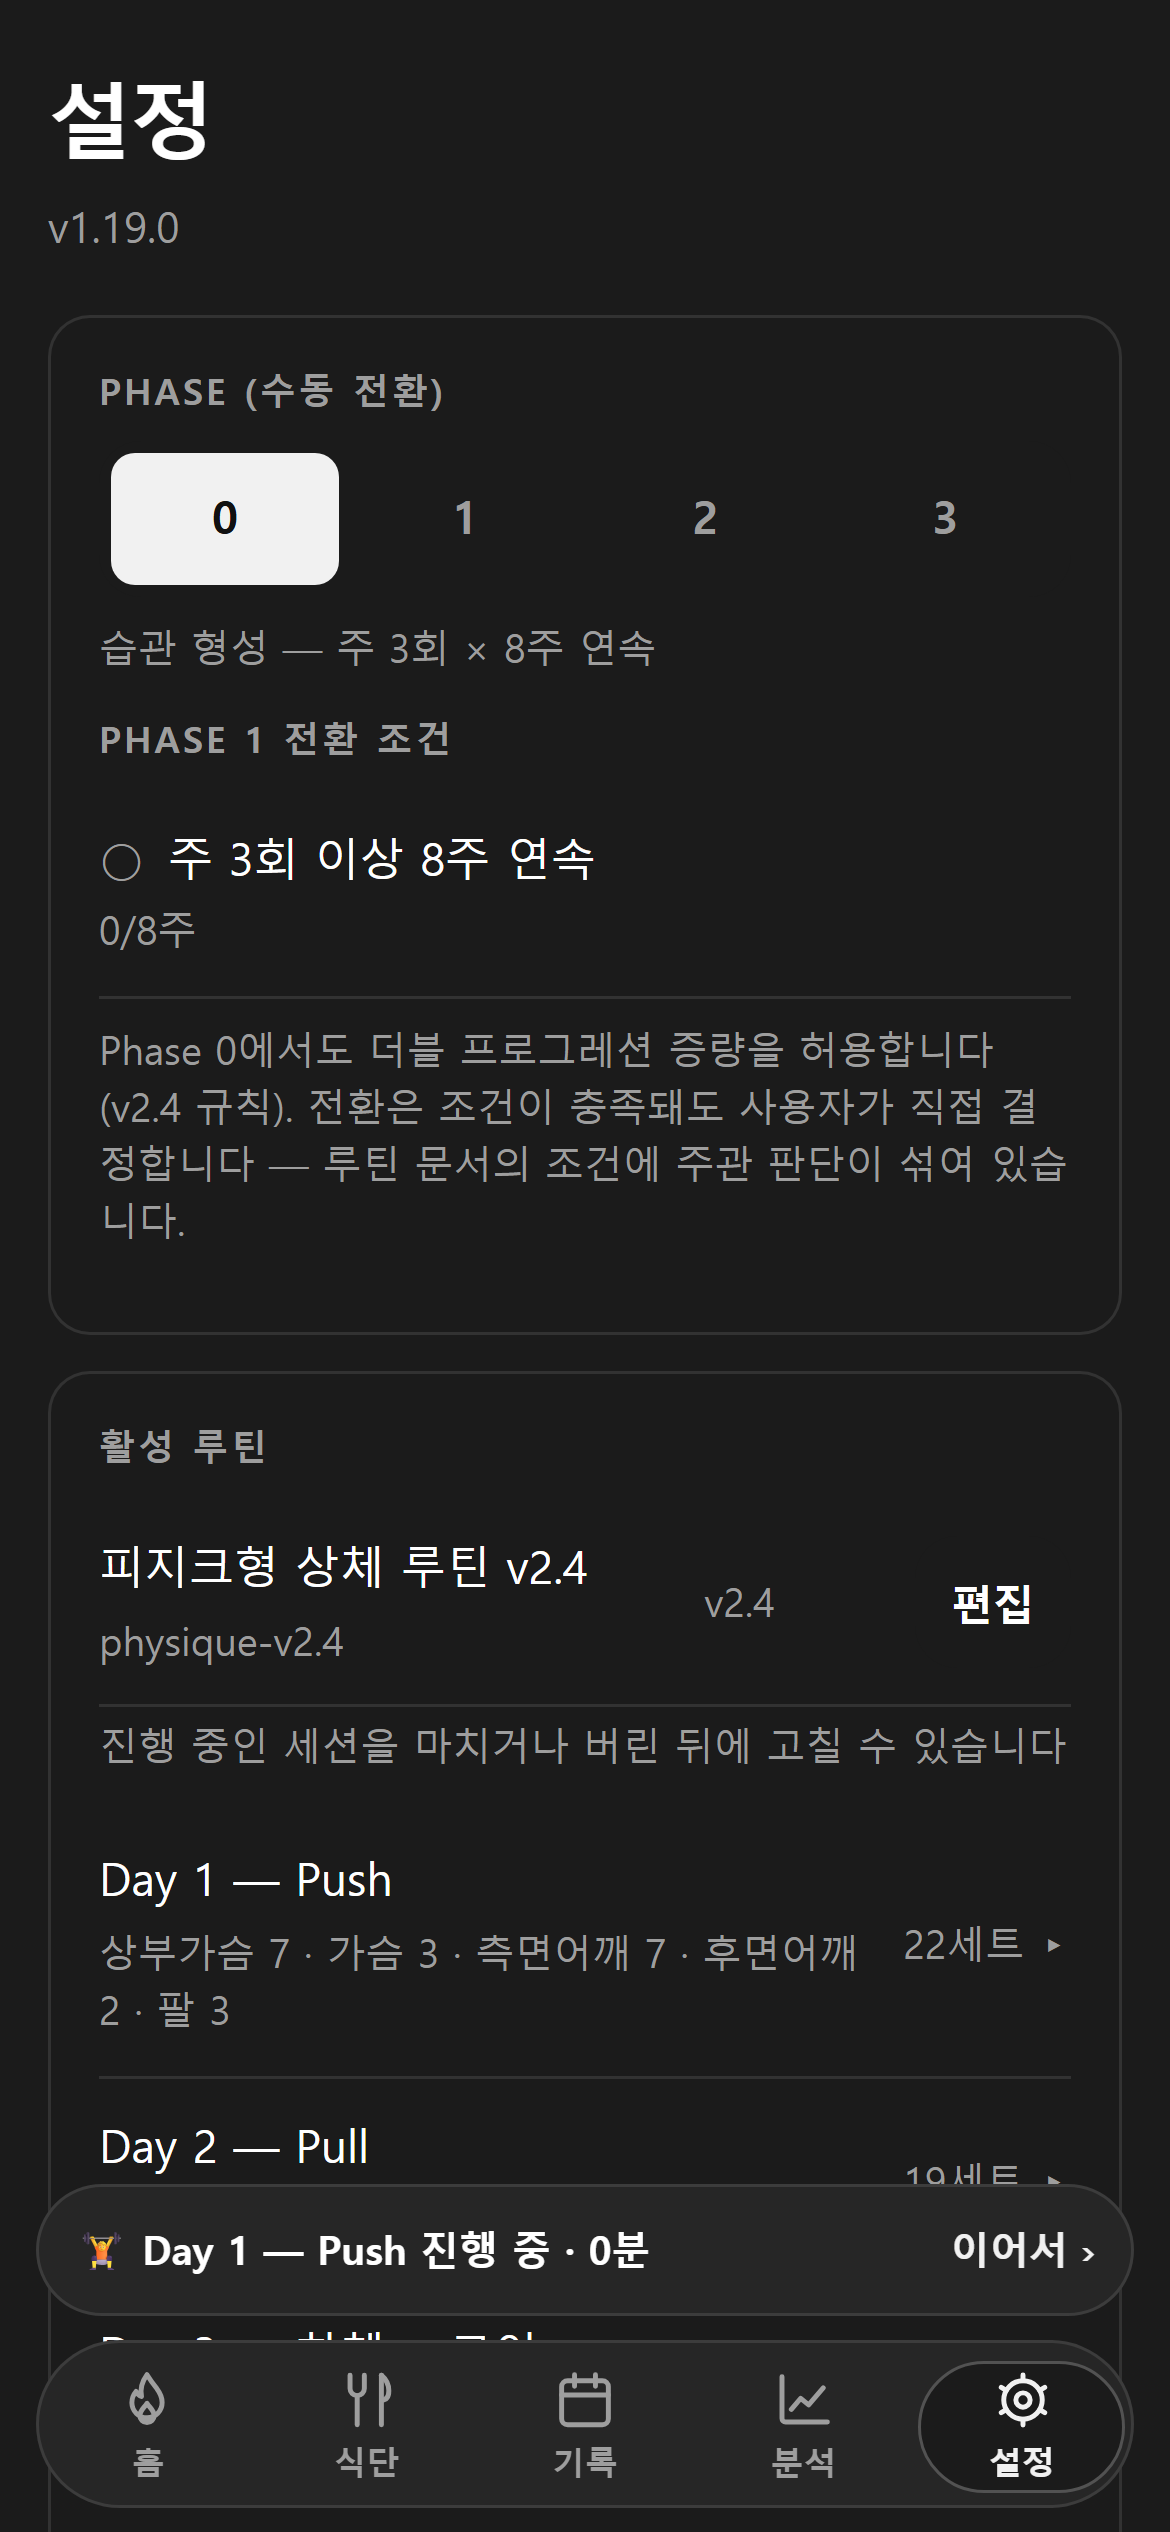 설정
v1.19.0
PHASE (수동 전환)
0 1 2 3
습관 형성 — 주 3회 × 8주 연속
PHASE 1 전환 조건
주 3회 이상 8주 연속
0/8주
Phase 0에서도 더블 프로그레션 증량을 허용합니다
(v2.4 규칙). 전환은 조건이 충족돼도 사용자가 직접 결
정합니다 — 루틴 문서의 조건에 주관 판단이 섞여 있습
니다.
활성 루틴
피지크형 상체 루틴 v2.4
physique-v2.4
v2.4
편집
진행 중인 세션을 마치거나 버린 뒤에 고칠 수 있습니다
Day 1 — Push
상부가슴 7 · 가슴 3 · 측면어깨 7 · 후면어깨
2 · 팔 3
22세트 ▸
Day 2 — Pull
19세트 ▸
Day 1 — Push 진행 중 · 0분
이어서 ›
홈 식단 기록 분석 설정